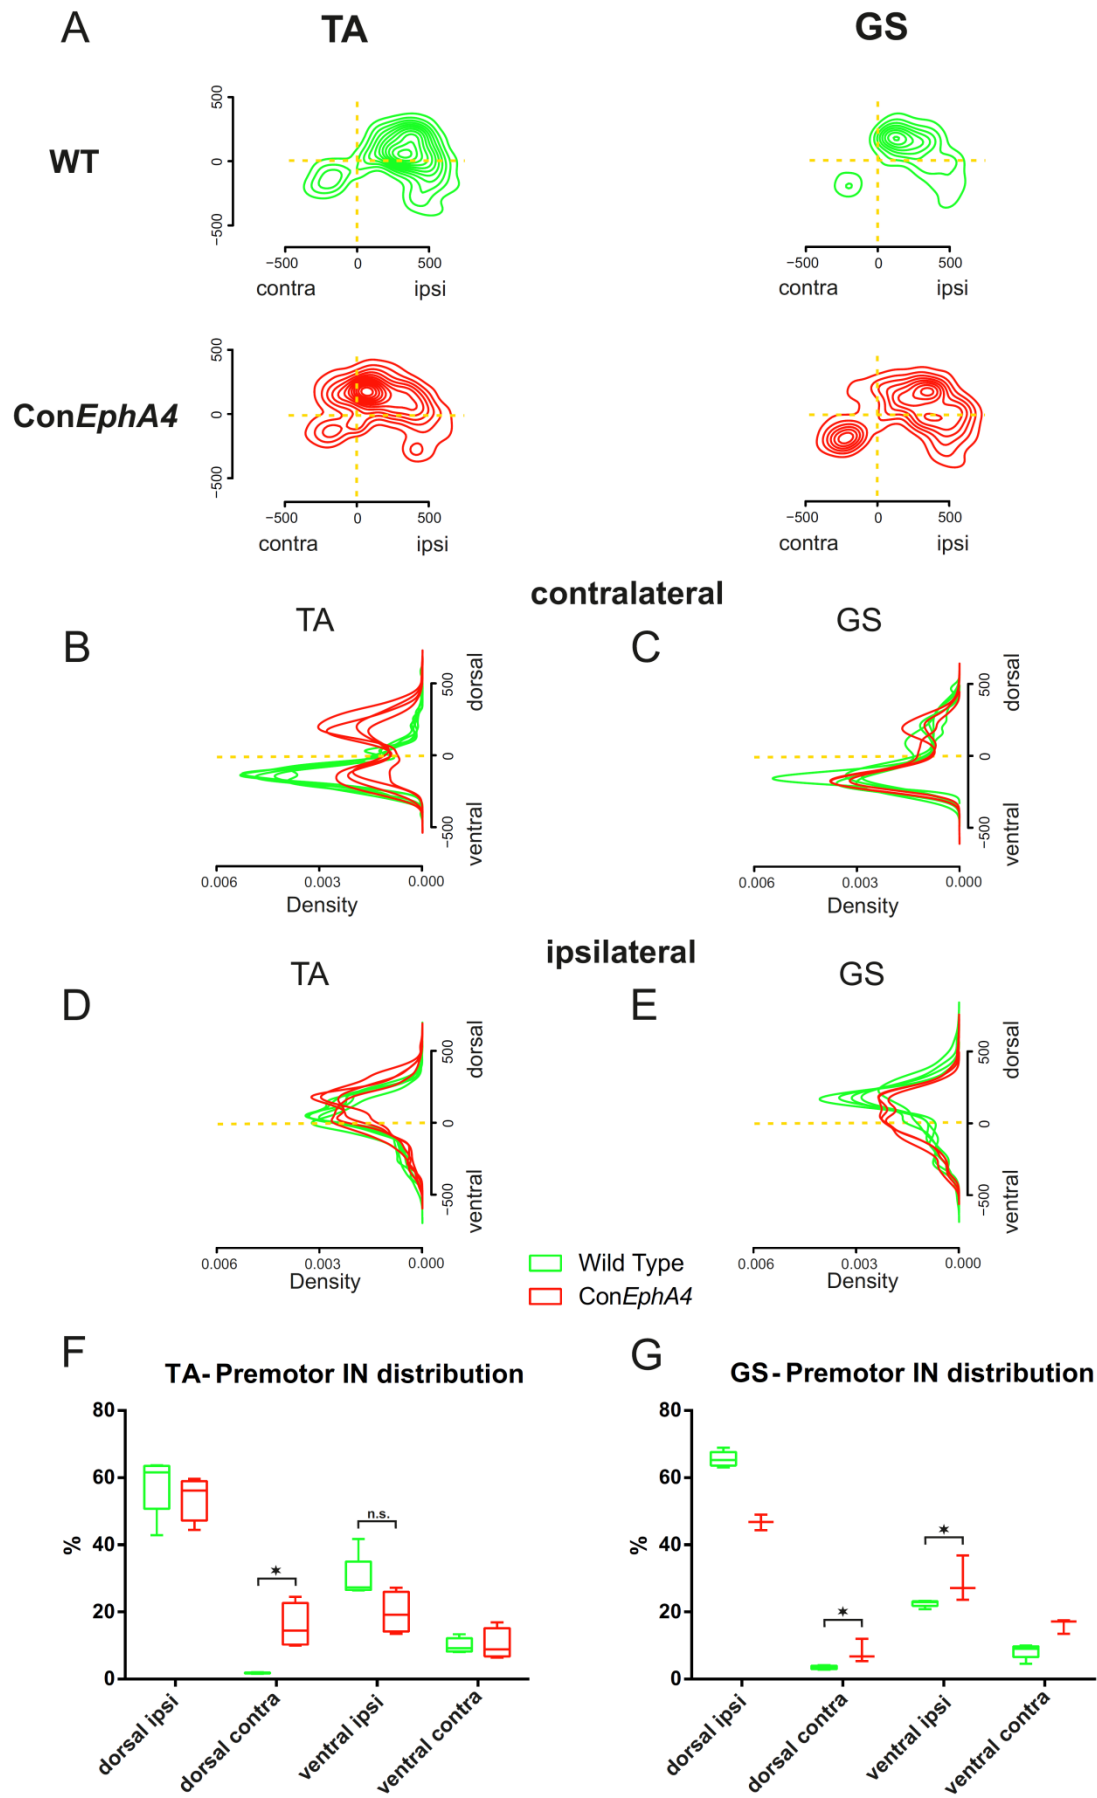 A TA GS
500
0
−500
WT
−500 0 500
contra ipsi
−500 0 500
contra ipsi
500
0
−500
ConEphA4
−500 0 500
contra ipsi
−500 0 500
contra ipsi
contralateral
B TA
500
0
−500
dorsal
ventral
0.006 0.003 0.000
Density
C GS
500
0
−500
dorsal
ventral
0.006 0.003 0.000
Density
ipsilateral
D TA
500
0
−500
dorsal
ventral
0.006 0.003 0.000
Density
E GS
500
0
−500
dorsal
ventral
0.006 0.003 0.000
Density
Wild Type
ConEphA4
F
TA-Premotor IN distribution
80
60
40
20
0
%
*
n.s.
dorsal ipsi
dorsal contra
ventral ipsi
ventral contra
G
GS-Premotor IN distribution
80
60
40
20
0
%
*
*
dorsal ipsi
dorsal contra
ventral ipsi
ventral contra